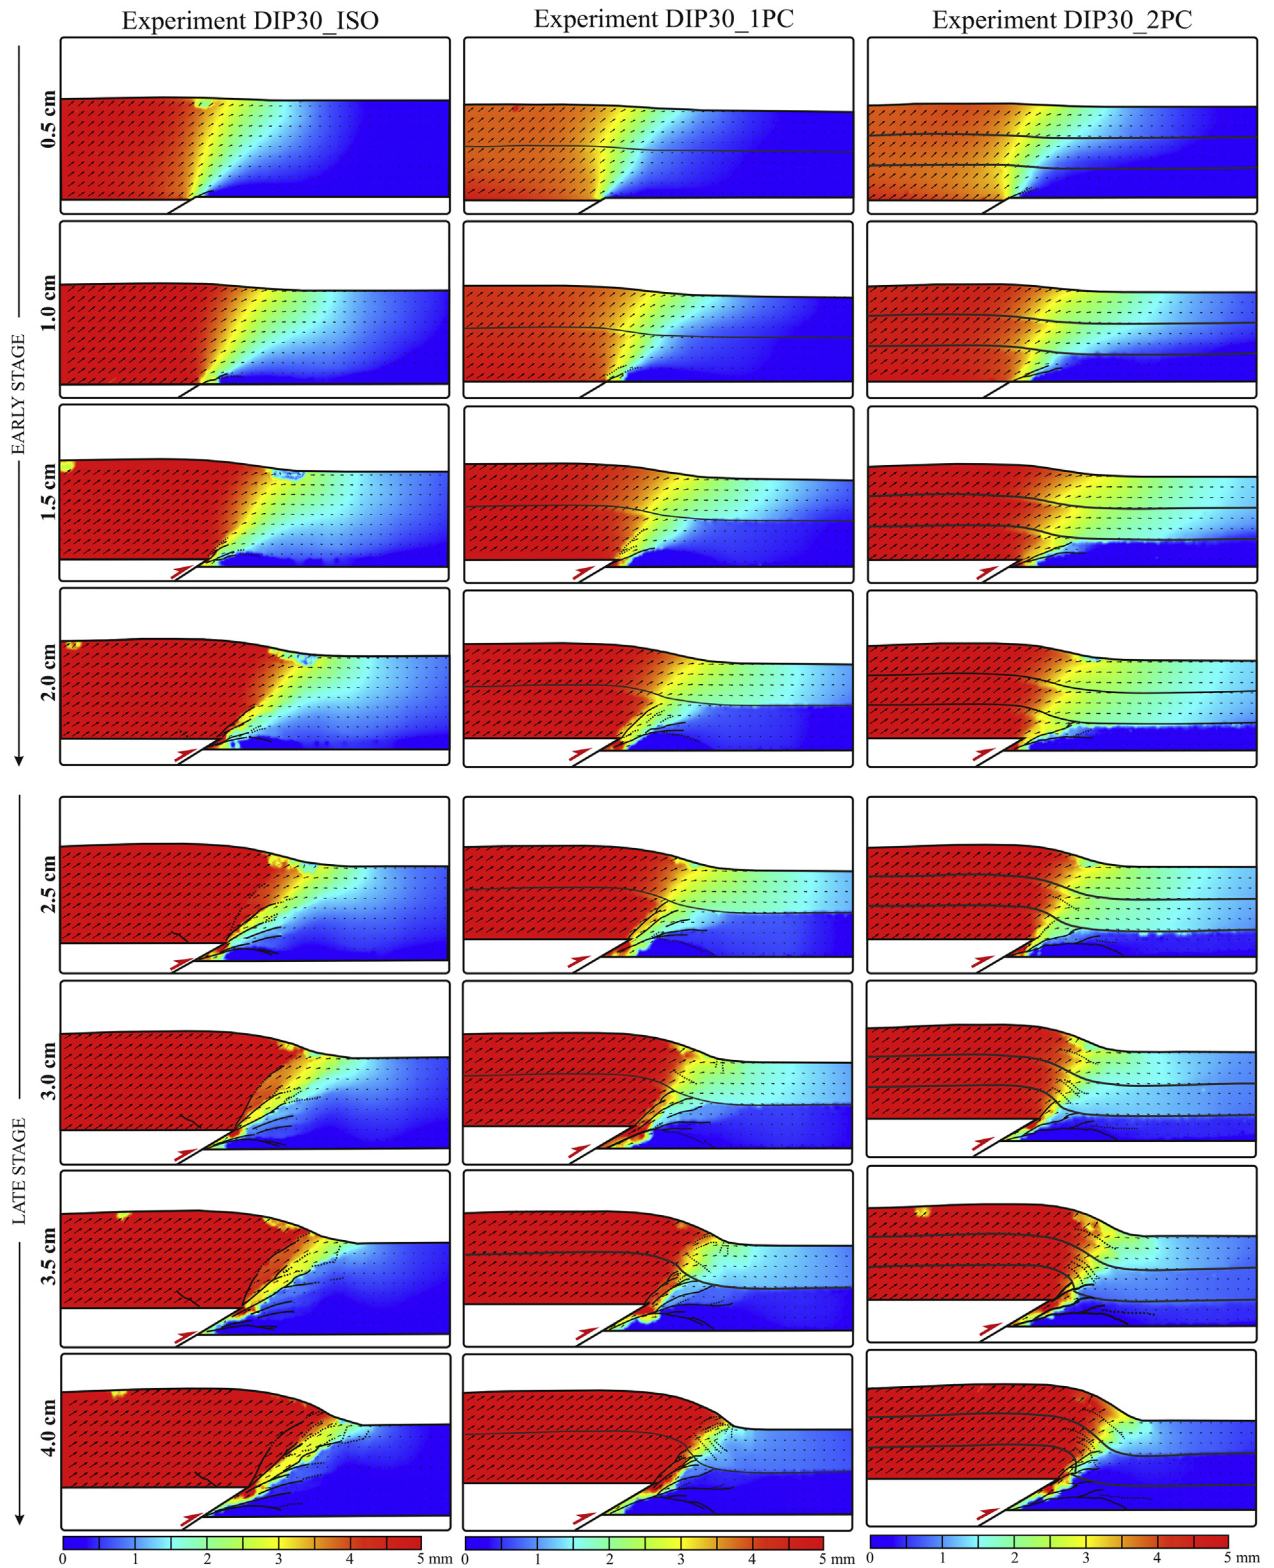 Experiment DIP30_ISO
Experiment DIP30_1PC
Experiment DIP30_2PC
EARLY STAGE
0.5 cm
1.0 cm
1.5 cm
2.0 cm
LATE STAGE
2.5 cm
3.0 cm
3.5 cm
4.0 cm
0 1 2 3 4 5 mm
0 1 2 3 4 5 mm
0 1 2 3 4 5 mm